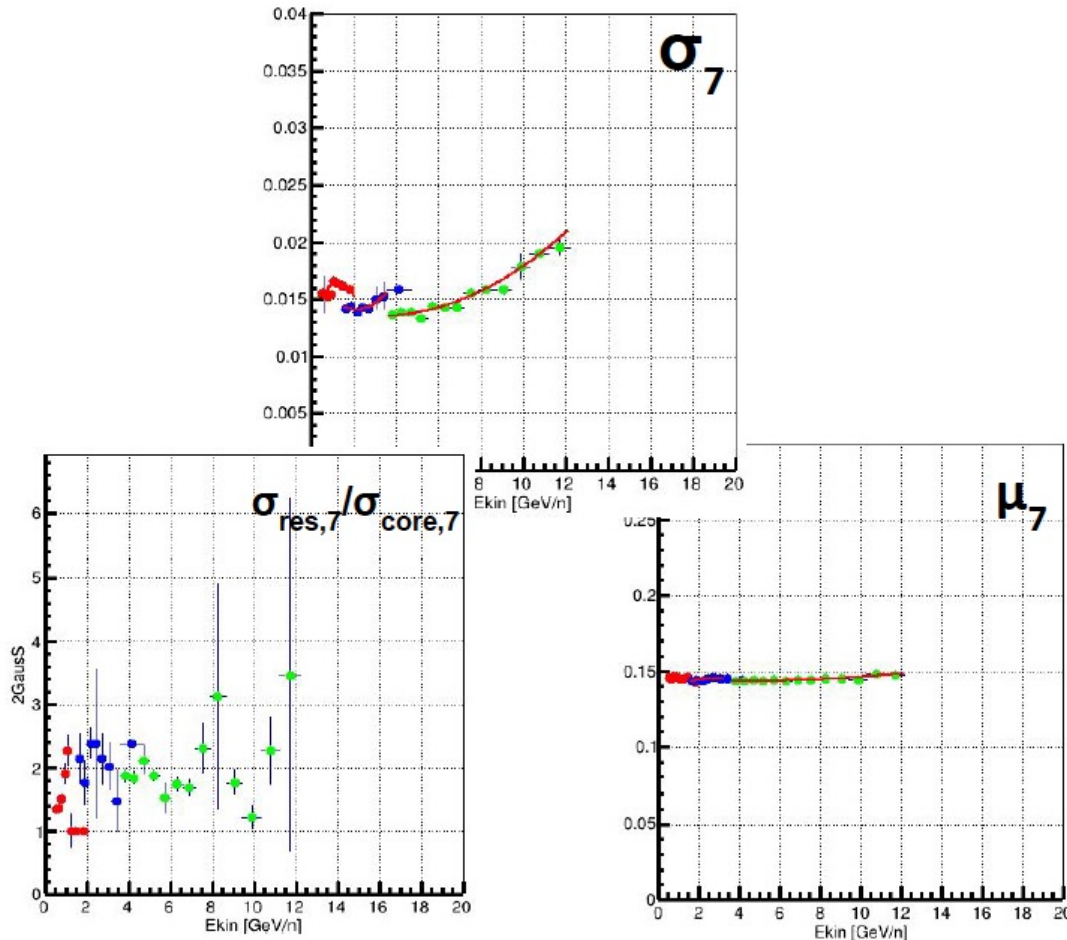 0.04
σ7
0.035
0.03
0.025
0.02
0.015
0.01
0.005
8 10 12 14 16 18 20
Ekin [GeV/n]
σres,7/σcore,7
6
5
4
3
2
1
0
2GausS
0 2 4 6 8 10 12 14 16 18 20
Ekin [GeV/n]
μ7
0.25
0.2
0.15
0.1
0.05
0
0 2 4 6 8 10 12 14 16 18 20
Ekin [GeV/n]